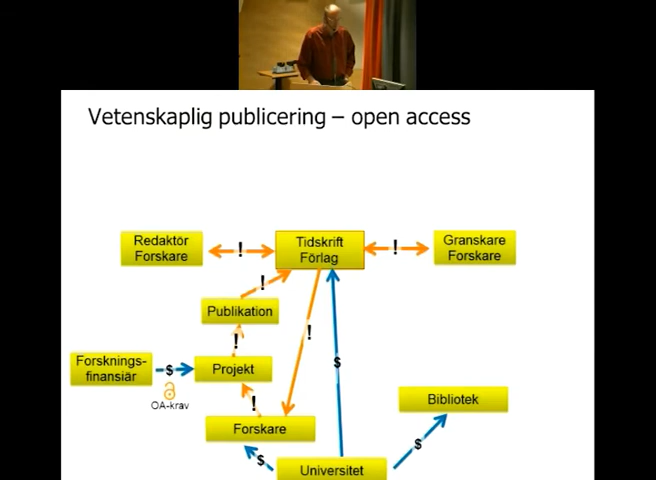 Vetenskaplig publicering – open access
Redaktör
Forskare
!
Tidskrift
Förlag
!
Granskare
Forskare
!
Publikation
!
!
$
Forsknings-
finansiär
$
Projekt
OA-krav
!
Bibliotek
Forskare
$
$
Universitet